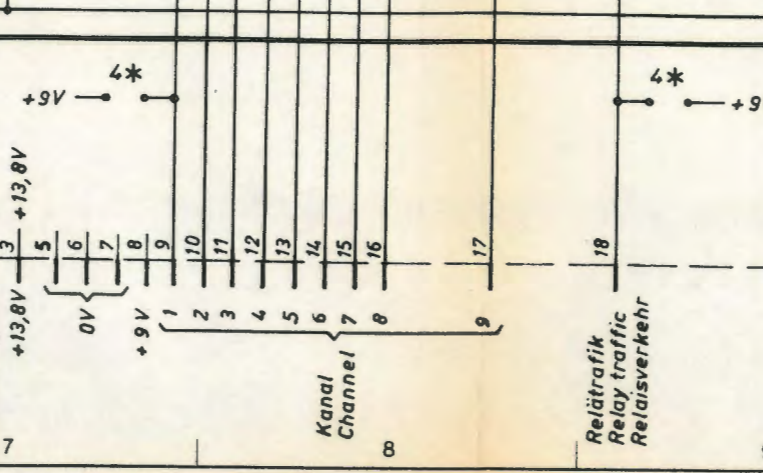 4*
4*
+9V
+9
+13,8V
3
5
6
7
8
9
10
11
12
13
14
15
16
17
18
+13,8V
0V
+9V
1
2
3
4
5
6
7
8
9
Kanal
Channel
Relätrafik
Relay traffic
Relaisverkehr
7
8